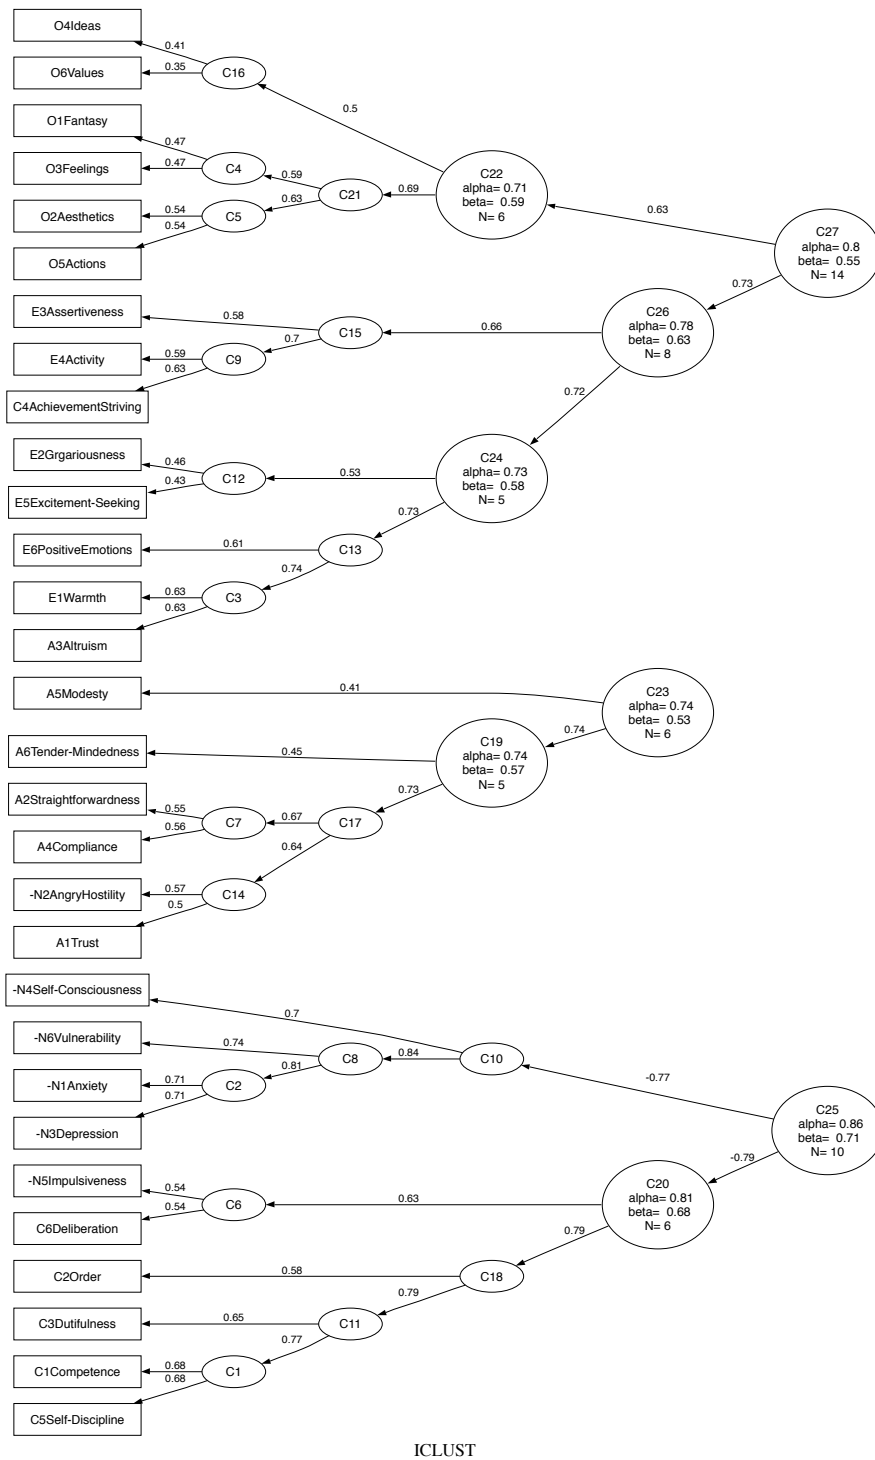 O4Ideas
0.41
O6Values
0.35
C16
0.5
O1Fantasy
0.47
O3Feelings
0.47
C4
0.59
C21
0.69
C22
alpha= 0.71
beta= 0.59
N= 6
O2Aesthetics
0.54
C5
0.63
0.54
O5Actions
0.63
C27
alpha= 0.8
beta= 0.55
N= 14
0.73
E3Assertiveness
0.58
C15
0.66
C26
alpha= 0.78
beta= 0.63
N= 8
0.7
E4Activity
0.59
C9
0.63
C4AchievementStriving
0.72
E2Grgariousness
0.46
C12
0.53
C24
alpha= 0.73
beta= 0.58
N= 5
0.43
E5Excitement-Seeking
0.73
E6PositiveEmotions
0.61
C13
0.74
E1Warmth
0.63
C3
0.63
A3Altruism
A5Modesty
0.41
C23
alpha= 0.74
beta= 0.53
N= 6
0.74
A6Tender-Mindedness
0.45
C19
alpha= 0.74
beta= 0.57
N= 5
0.73
A2Straightforwardness
0.55
C7
0.67
C17
0.56
A4Compliance
0.64
-N2AngryHostility
0.57
C14
0.5
A1Trust
-N4Self-Consciousness
0.7
-N6Vulnerability
0.74
C8
0.84
C10
-0.77
0.81
-N1Anxiety
0.71
C2
0.71
-N3Depression
C25
alpha= 0.86
beta= 0.71
N= 10
-0.79
-N5Impulsiveness
0.54
C6
0.63
C20
alpha= 0.81
beta= 0.68
N= 6
0.54
C6Deliberation
0.79
C2Order
0.58
C18
0.79
C3Dutifulness
0.65
C11
0.77
C1Competence
0.68
C1
0.68
C5Self-Discipline
ICLUST